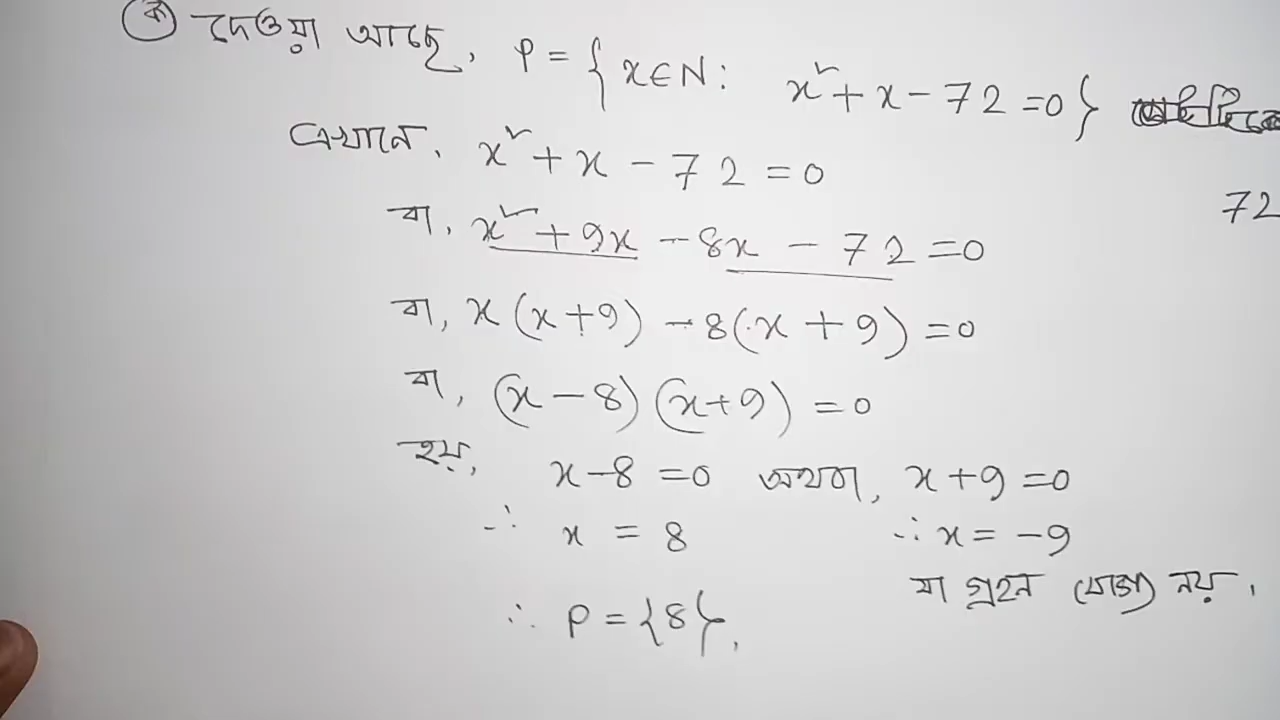 ক দেওয়া আছে, P = { x ∈ N : x² + x - 72 = 0 }
এখানে, x² + x - 72 = 0
72
বা, x² + 9x - 8x - 72 = 0
বা, x (x + 9) - 8 (x + 9) = 0
বা, (x - 8) (x + 9) = 0
হয়, x - 8 = 0 অথবা, x + 9 = 0
∴ x = 8 ∴ x = -9
যা গ্রহন যোগ্য নয়।
∴ P = {8},